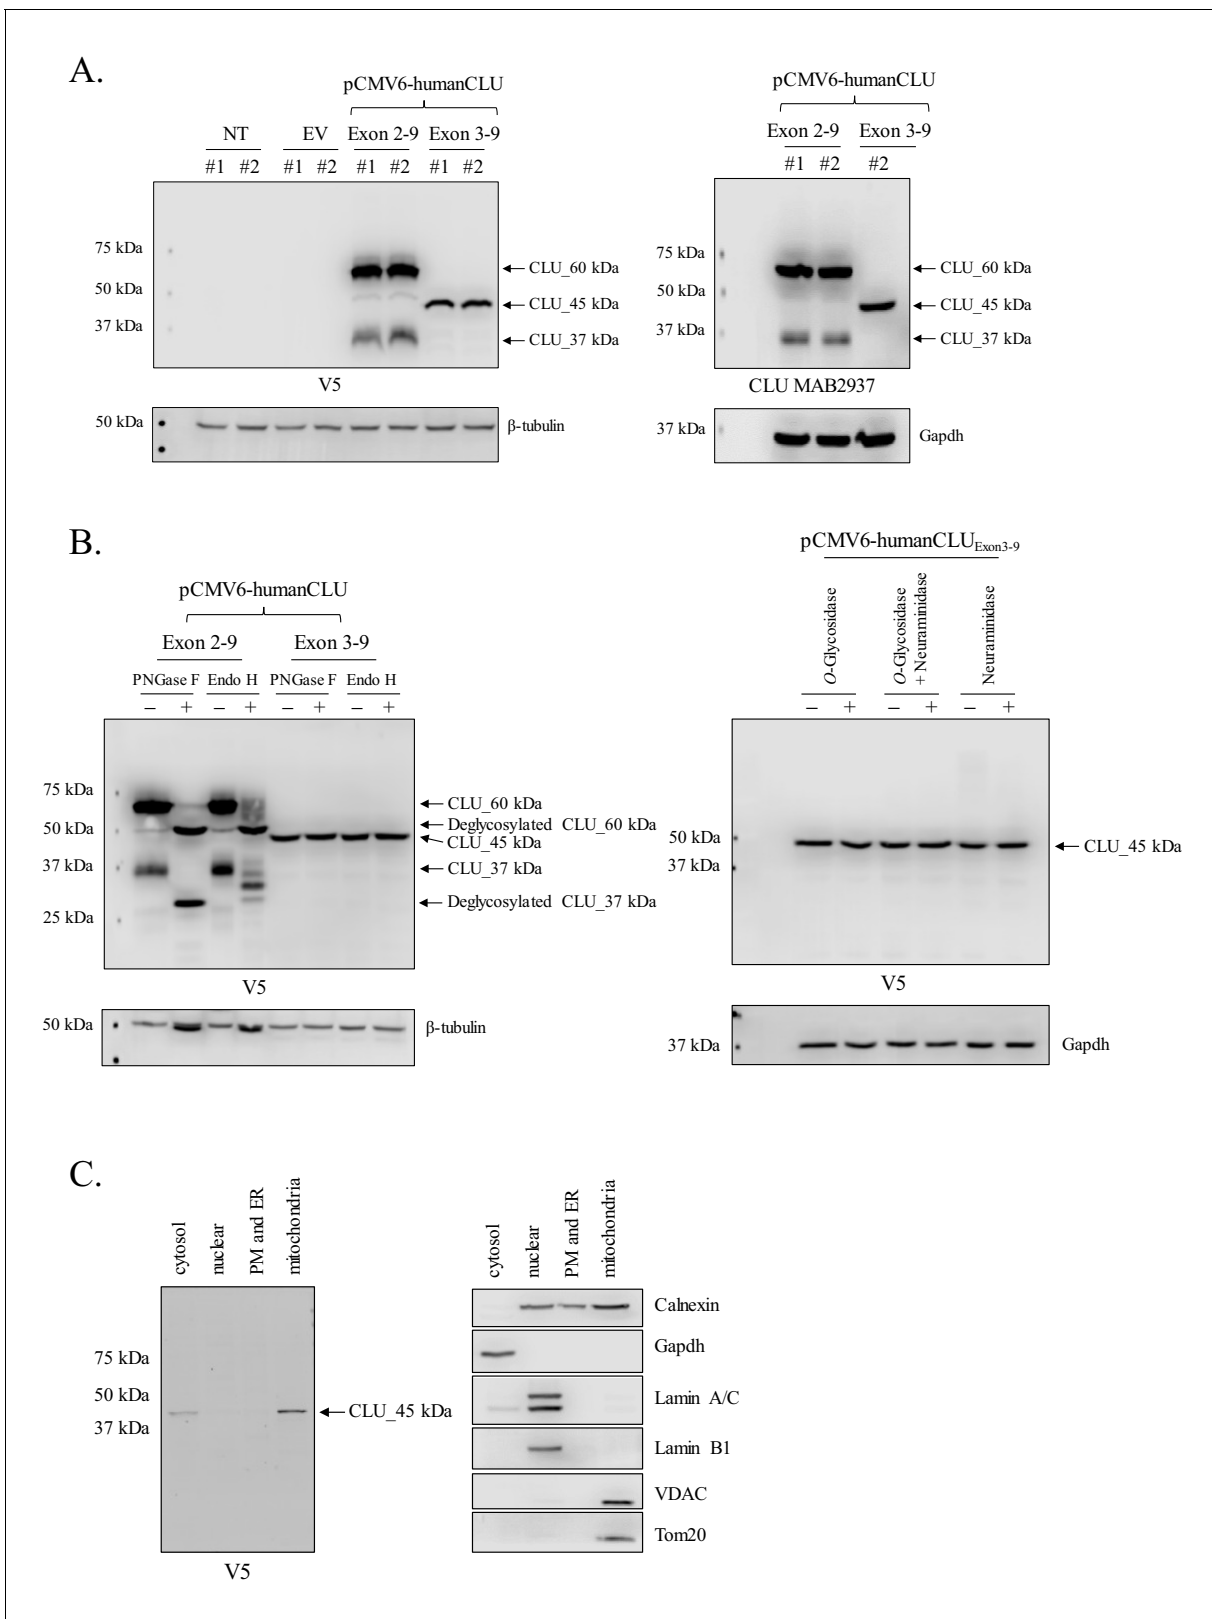 A.
pCMV6-humanCLU
NT EV Exon 2-9 Exon 3-9
#1 #2 #1 #2 #1 #2 #1 #2
75 kDa
50 kDa
37 kDa
CLU_60 kDa
CLU_45 kDa
CLU_37 kDa
V5
50 kDa
β-tubulin
pCMV6-humanCLU
Exon 2-9 Exon 3-9
#1 #2 #2
75 kDa
50 kDa
37 kDa
CLU_60 kDa
CLU_45 kDa
CLU_37 kDa
CLU MAB2937
37 kDa
Gapdh
B.
pCMV6-humanCLU
Exon 2-9 Exon 3-9
PNGase F Endo H PNGase F Endo H
– + – + – + – +
75 kDa
50 kDa
37 kDa
25 kDa
CLU_60 kDa
Deglycosylated CLU_60 kDa
CLU_45 kDa
CLU_37 kDa
Deglycosylated CLU_37 kDa
V5
50 kDa
β-tubulin
pCMV6-humanCLUExon3-9
O-Glycosidase
O-Glycosidase
+ Neuraminidase
Neuraminidase
– + – + – +
50 kDa
37 kDa
CLU_45 kDa
V5
37 kDa
Gapdh
C.
cytosol
nuclear
PM and ER
mitochondria
75 kDa
50 kDa
37 kDa
CLU_45 kDa
V5
cytosol
nuclear
PM and ER
mitochondria
Calnexin
Gapdh
Lamin A/C
Lamin B1
VDAC
Tom20